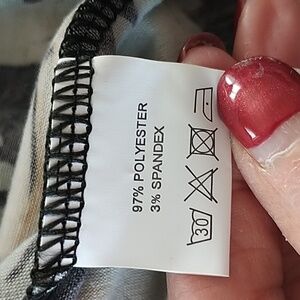 97% POLYESTER
3% SPANDEX
30